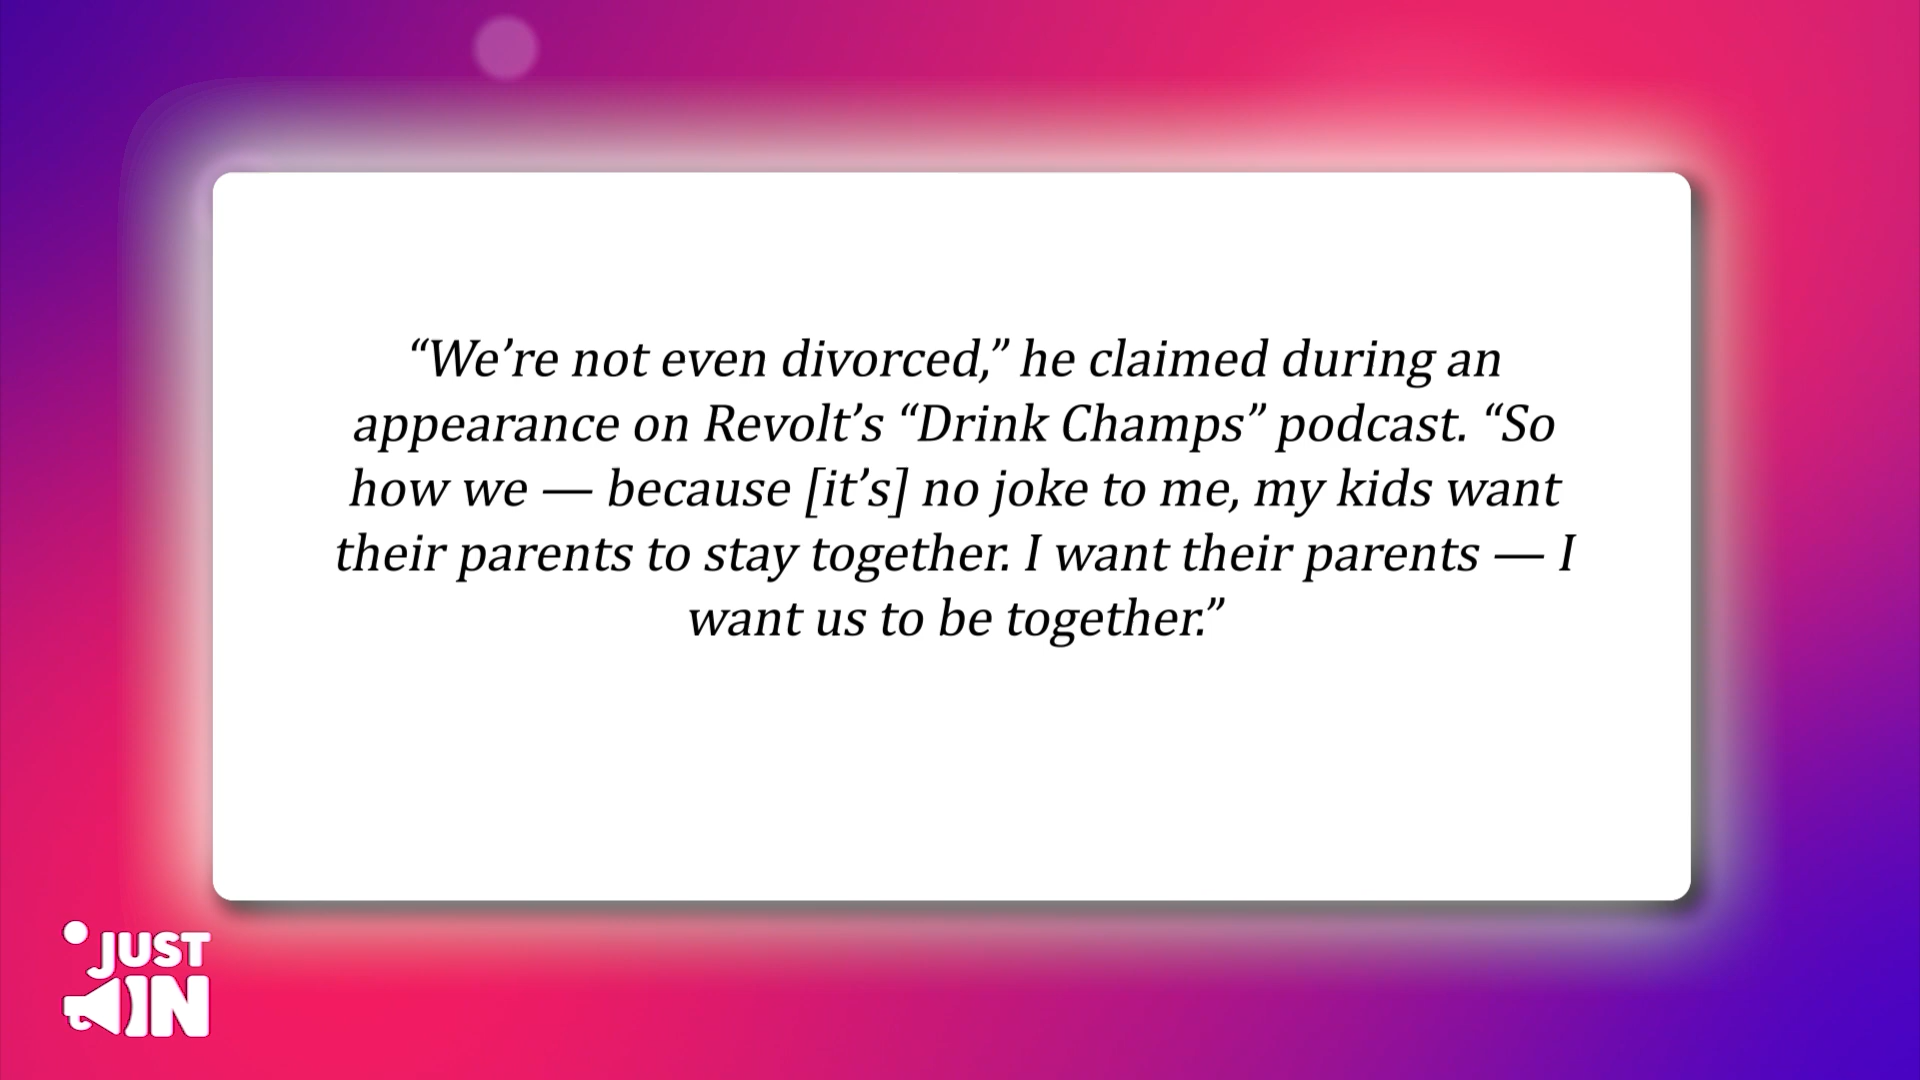 “We’re not even divorced,” he claimed during an
appearance on Revolt’s “Drink Champs” podcast. “So
how we — because [it’s] no joke to me, my kids want
their parents to stay together. I want their parents — I
want us to be together.”
JUST
IN